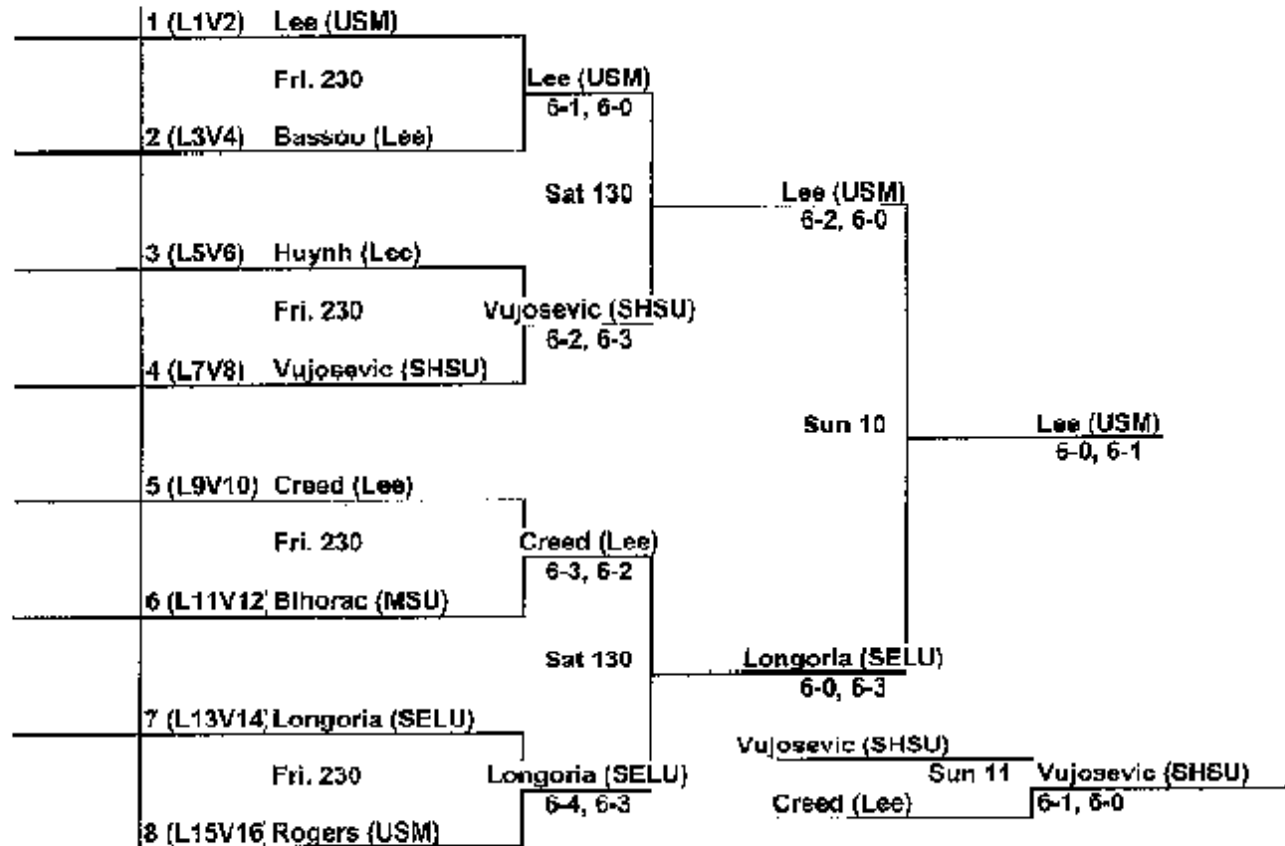 1 (L1V2) Lee (USM)
Fri. 230
Lee (USM)
6-1, 6-0
2 (L3V4) Bassou (Lee)
Sat 130
Lee (USM)
6-2, 6-0
3 (L5V6) Huynh (Lee)
Fri. 230
Vujosevic (SHSU)
6-2, 6-3
4 (L7V8) Vujosevic (SHSU)
Sun 10
Lee (USM)
6-0, 6-1
5 (L9V10) Creed (Lee)
Fri. 230
Creed (Lee)
6-3, 6-2
6 (L11V12) Bihorac (MSU)
Sat 130
Longoria (SELU)
6-0, 6-3
7 (L13V14) Longoria (SELU)
Fri. 230
Longoria (SELU)
6-4, 6-3
8 (L15V16) Rogers (USM)
Vujosevic (SHSU)
Sun 11
Vujosevic (SHSU)
6-1, 6-0
Creed (Lee)